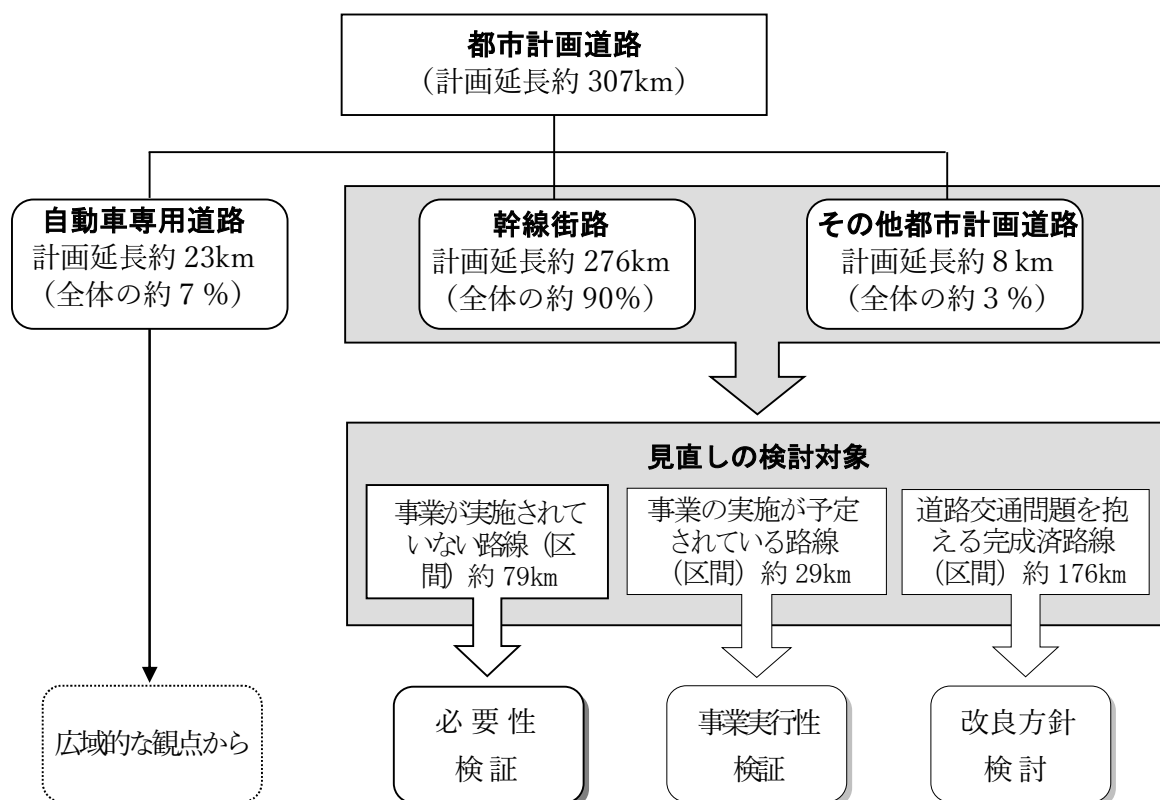 都市計画道路
（計画延長約 307km）
自動車専用道路
計画延長約 23km
（全体の約 7 %）
幹線街路
計画延長約 276km
（全体の約 90%）
その他都市計画道路
計画延長約 8 km
（全体の約 3 %）
見直しの検討対象
事業が実施されて
いない路線（区
間）約 79km
事業の実施が予定
されている路線
（区間）約 29km
道路交通問題を抱
える完成済路線
（区間）約 176km
広域的な観点から
必 要 性
検 証
事業実行性
検 証
改良方針
検 討